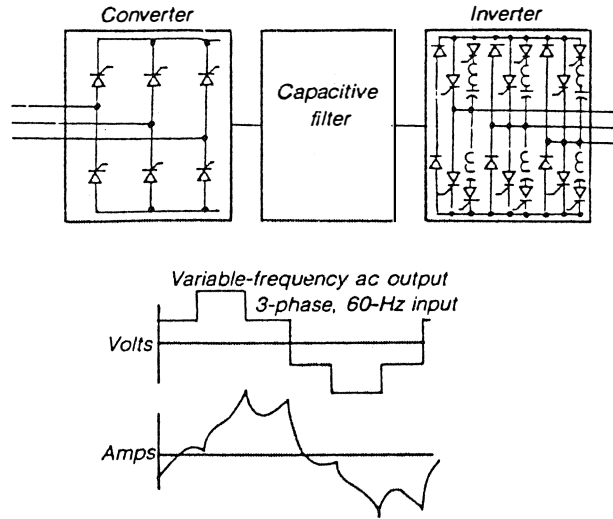 Converter
Inverter
Capacitive
filter
Variable-frequency ac output
3-phase, 60-Hz input
Volts
Amps